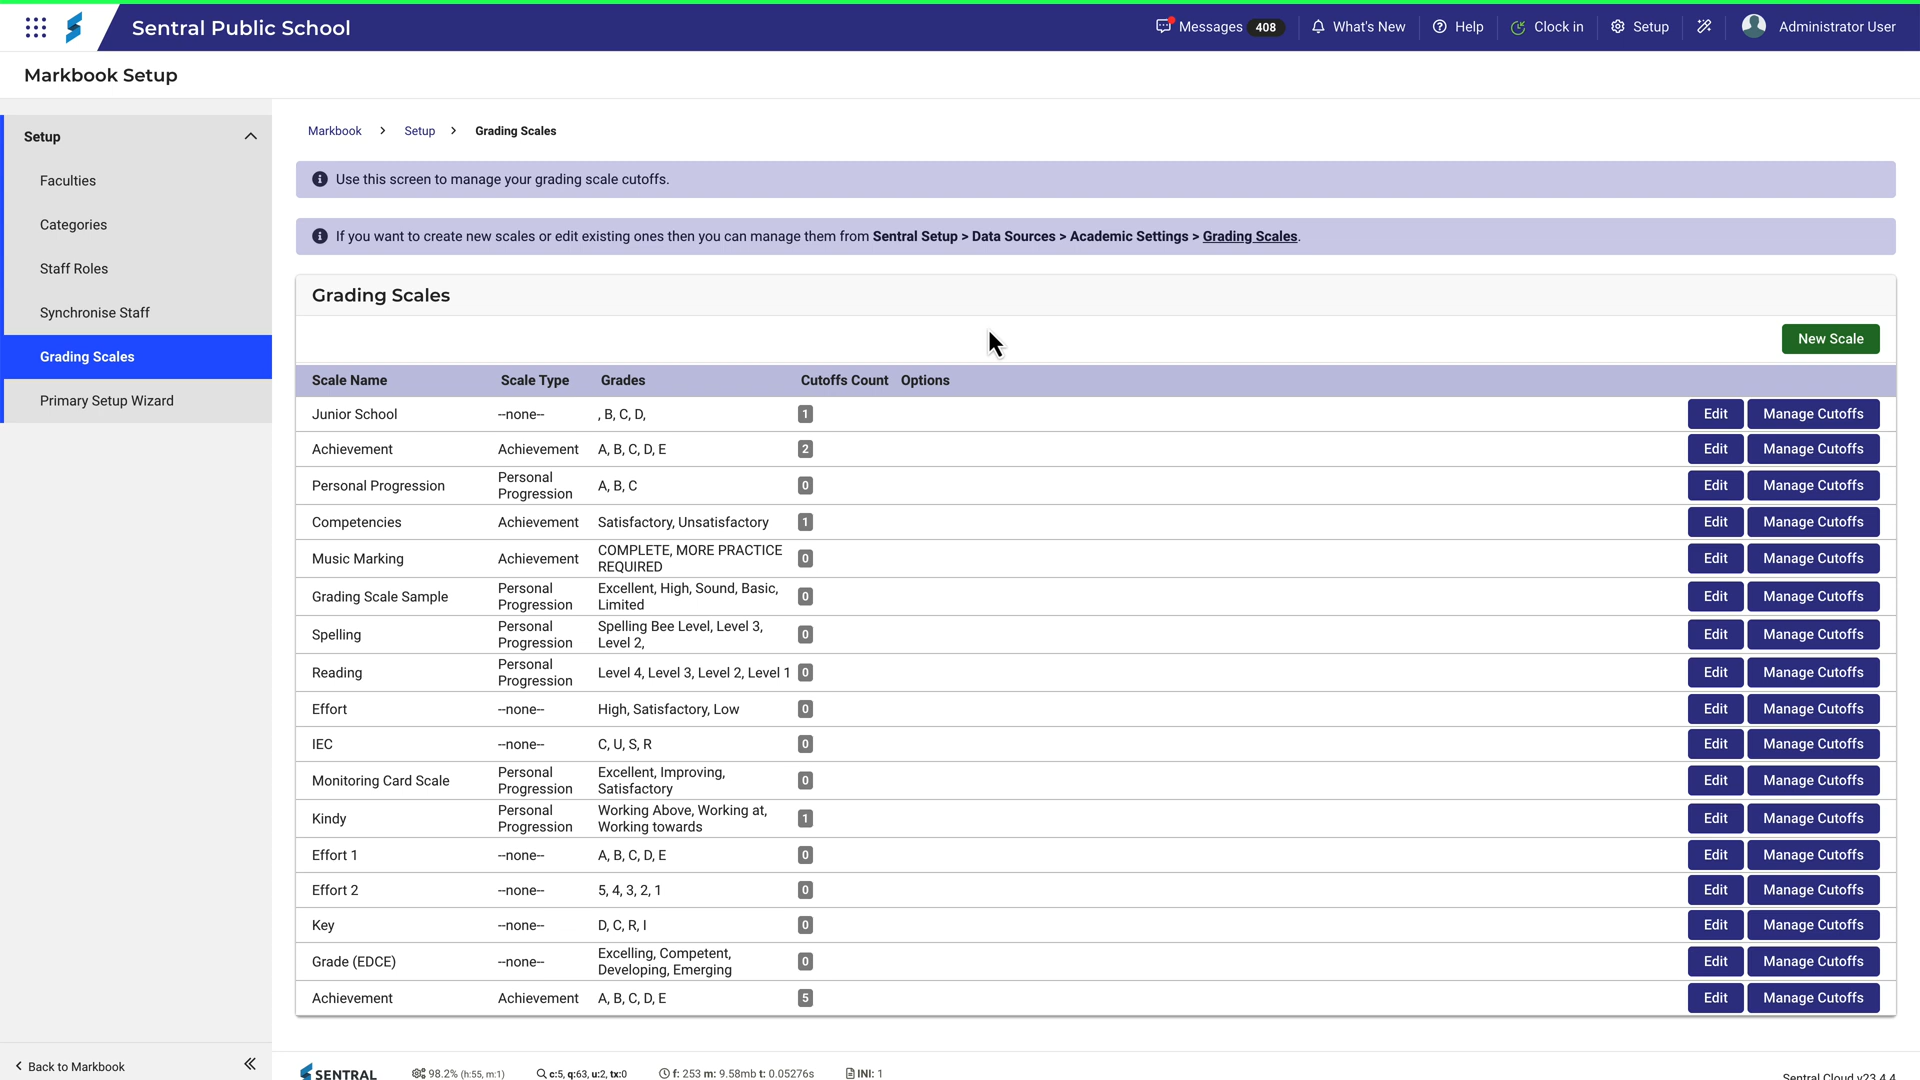 Sentral Public School
Messages 408
What's New
Help
Clock in
Setup
Administrator User
Markbook Setup
Setup
Faculties
Categories
Staff Roles
Synchronise Staff
Grading Scales
Primary Setup Wizard
Back to Markbook
Markbook > Setup > Grading Scales
Use this screen to manage your grading scale cutoffs.
If you want to create new scales or edit existing ones then you can manage them from Sentral Setup > Data Sources > Academic Settings > Grading Scales.
Grading Scales
New Scale
Scale Name Scale Type Grades Cutoffs Count Options
Junior School --none-- , B, C, D, 1 Edit Manage Cutoffs
Achievement Achievement A, B, C, D, E 2 Edit Manage Cutoffs
Personal Progression Personal Progression A, B, C 0 Edit Manage Cutoffs
Competencies Achievement Satisfactory, Unsatisfactory 1 Edit Manage Cutoffs
Music Marking Achievement COMPLETE, MORE PRACTICE REQUIRED 0 Edit Manage Cutoffs
Grading Scale Sample Personal Progression Excellent, High, Sound, Basic, Limited 0 Edit Manage Cutoffs
Spelling Personal Progression Spelling Bee Level, Level 3, Level 2, 0 Edit Manage Cutoffs
Reading Personal Progression Level 4, Level 3, Level 2, Level 1 0 Edit Manage Cutoffs
Effort --none-- High, Satisfactory, Low 0 Edit Manage Cutoffs
IEC --none-- C, U, S, R 0 Edit Manage Cutoffs
Monitoring Card Scale Personal Progression Excellent, Improving, Satisfactory 0 Edit Manage Cutoffs
Kindy Personal Progression Working Above, Working at, Working towards 1 Edit Manage Cutoffs
Effort 1 --none-- A, B, C, D, E 0 Edit Manage Cutoffs
Effort 2 --none-- 5, 4, 3, 2, 1 0 Edit Manage Cutoffs
Key --none-- D, C, R, I 0 Edit Manage Cutoffs
Grade (EDCE) --none-- Excelling, Competent, Developing, Emerging 0 Edit Manage Cutoffs
Achievement Achievement A, B, C, D, E 5 Edit Manage Cutoffs
SENTRAL 98.2% (h:55, m:1) c:5, q:63, u:2, tx:0 f: 253 m: 9.58mb t: 0.05276s INI: 1
Sentral Cloud v23.4.4